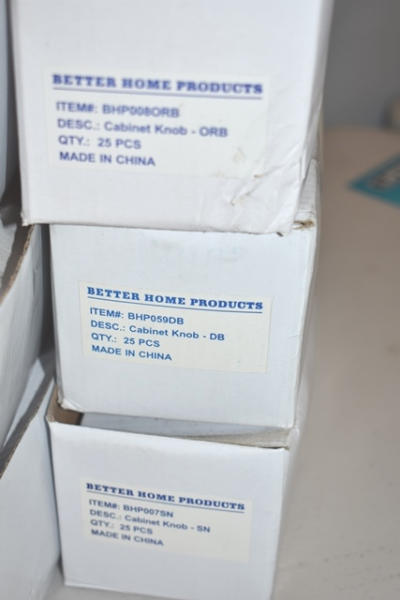 BETTER HOME PRODUCTS
ITEM#: BHP008ORB
DESC.: Cabinet Knob - ORB
QTY.: 25 PCS
MADE IN CHINA
BETTER HOME PRODUCTS
ITEM#: BHP059DB
DESC.: Cabinet Knob - DB
QTY.: 25 PCS
MADE IN CHINA
BETTER HOME PRODUCTS
ITEM#: BHP007SN
DESC.: Cabinet Knob - SN
QTY.: 25 PCS
MADE IN CHINA